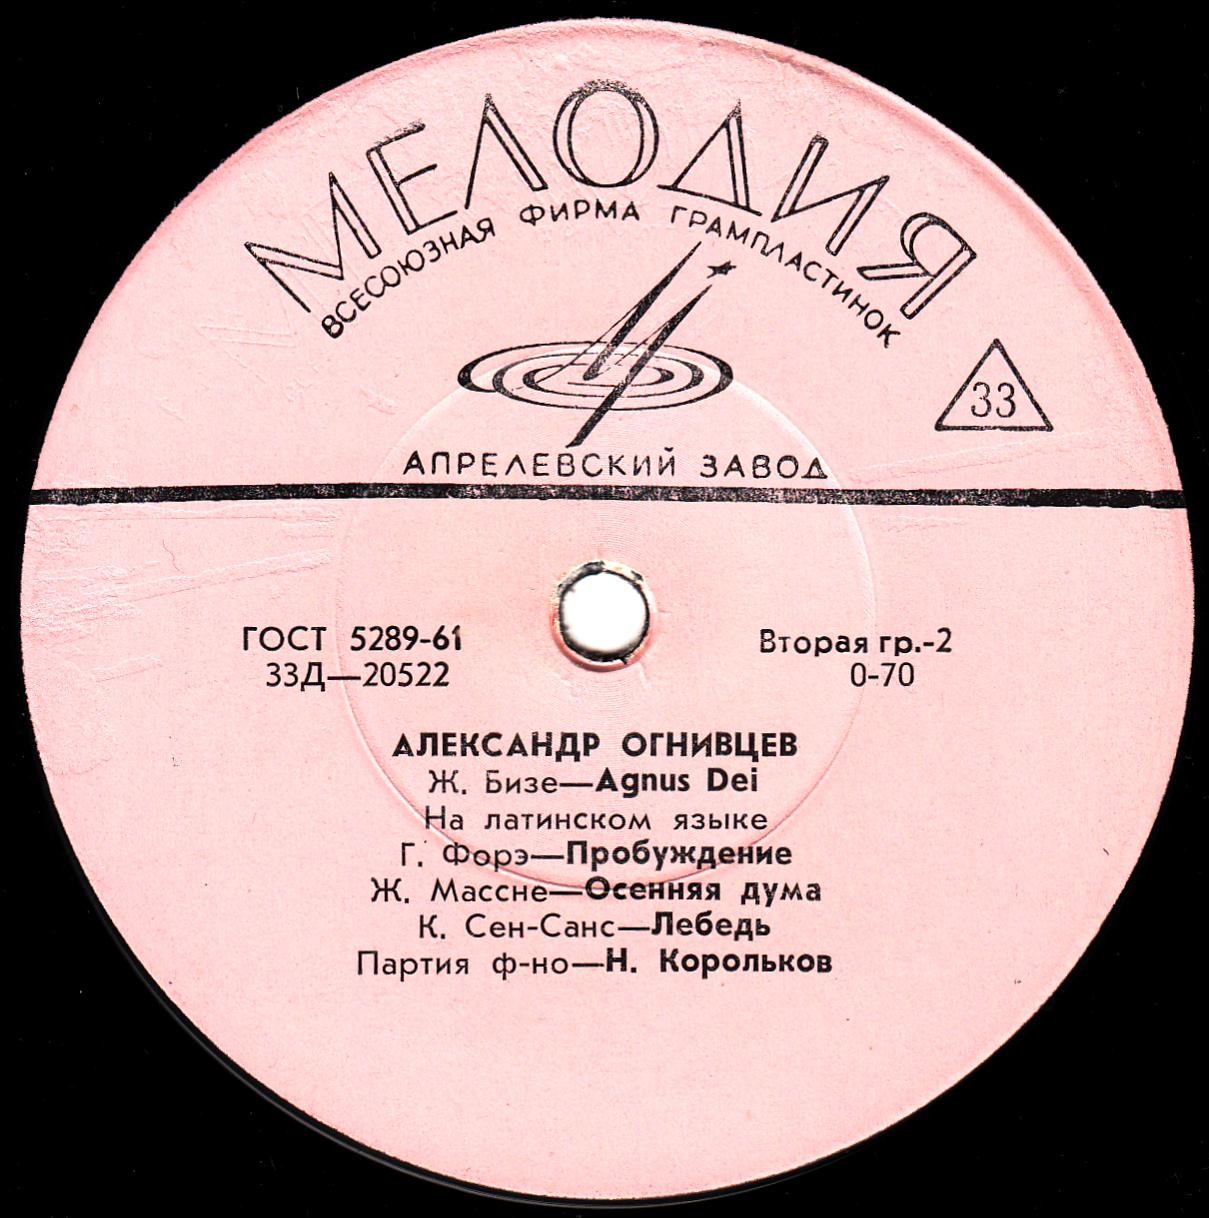 МЕЛОДИЯ
ВСЕСОЮЗНАЯ ФИРМА ГРАМПЛАСТИНОК
33
АПРЕЛЕВСКИЙ ЗАВОД
ГОСТ 5289-61
33Д—20522
Вторая гр.-2
0-70
АЛЕКСАНДР ОГНИВЦЕВ
Ж. Бизе—Agnus Dei
На латинском языке
Г. Форэ—Пробуждение
Ж. Массне—Осенняя дума
К. Сен-Санс—Лебедь
Партия ф-но—Н. Корольков